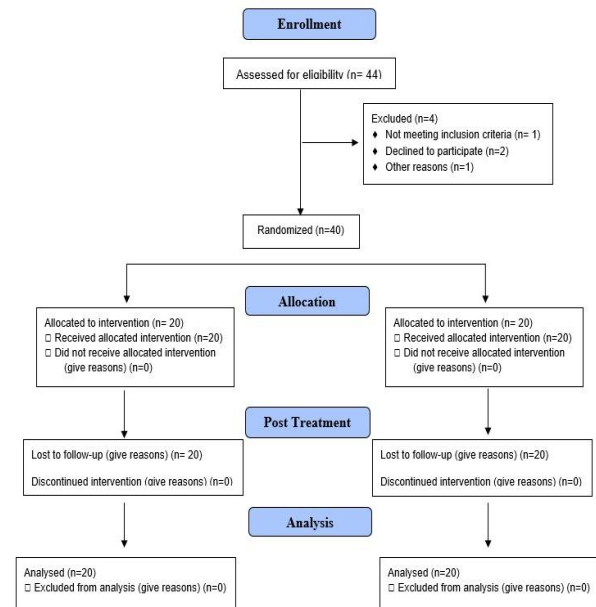 Enrollment
Assessed for eligibility (n= 44)
Excluded (n=4)
♦ Not meeting inclusion criteria (n= 1)
♦ Declined to participate (n=2)
♦ Other reasons (n=1)
Randomized (n=40)
Allocation
Allocated to intervention (n= 20)
□ Received allocated intervention (n=20)
□ Did not receive allocated intervention
(give reasons) (n=0)
Allocated to intervention (n= 20)
□ Received allocated intervention (n=20)
□ Did not receive allocated intervention
(give reasons) (n=0)
Post Treatment
Lost to follow-up (give reasons) (n= 20)
Discontinued intervention (give reasons) (n=0)
Lost to follow-up (give reasons) (n=20)
Discontinued intervention (give reasons) (n=0)
Analysis
Analysed (n=20)
□ Excluded from analysis (give reasons) (n=0)
Analysed (n=20)
□ Excluded from analysis (give reasons) (n=0)